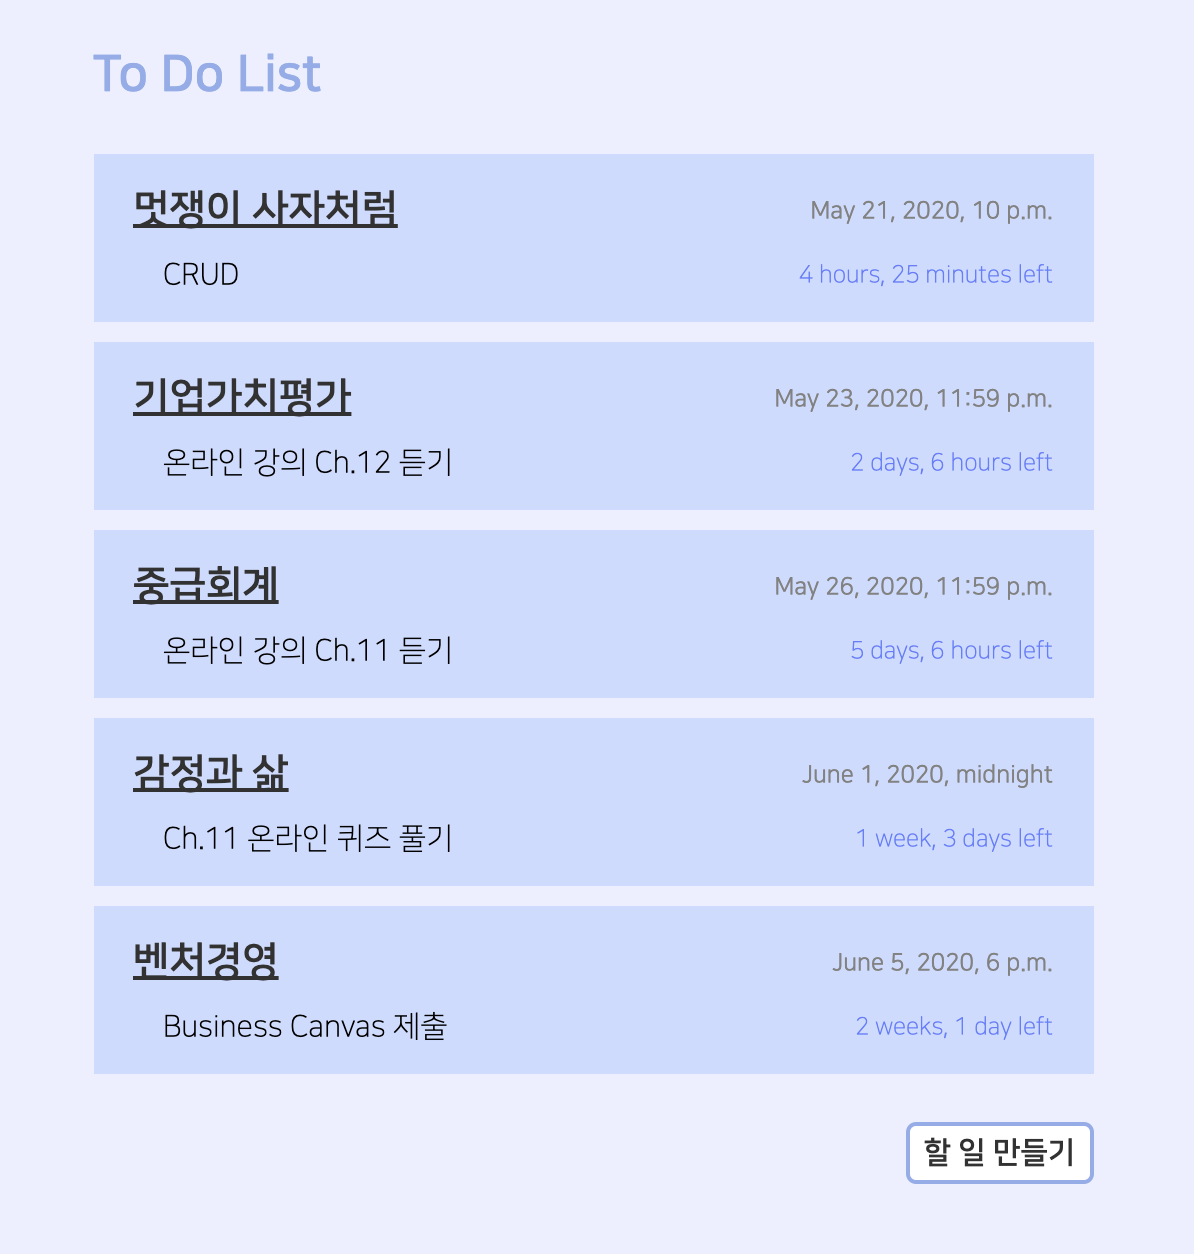 To Do List
멋쟁이 사자처럼
May 21, 2020, 10 p.m.
CRUD
4 hours, 25 minutes left
기업가치평가
May 23, 2020, 11:59 p.m.
온라인 강의 Ch.12 듣기
2 days, 6 hours left
중급회계
May 26, 2020, 11:59 p.m.
온라인 강의 Ch.11 듣기
5 days, 6 hours left
감정과 삶
June 1, 2020, midnight
Ch.11 온라인 퀴즈 풀기
1 week, 3 days left
벤처경영
June 5, 2020, 6 p.m.
Business Canvas 제출
2 weeks, 1 day left
할 일 만들기